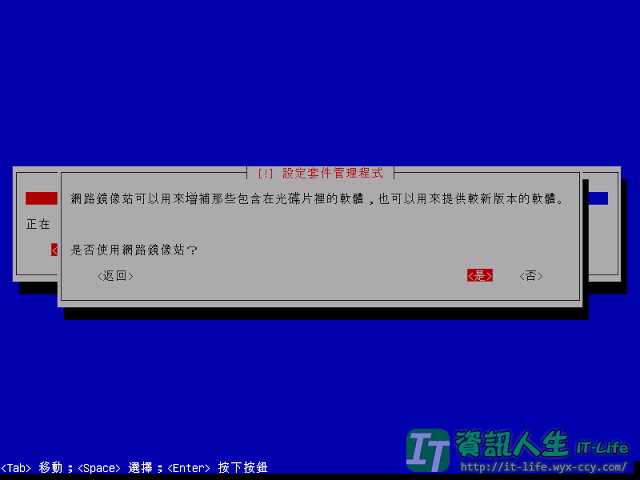 [!] 設定套件管理程式
網路鏡像站可以用來增補那些包含在光碟片裡的軟體，也可以用來提供較新版本的軟體。
正在
是否使用網路鏡像站？
<返回> <是> <否>
<Tab> 移動；<Space> 選擇；<Enter> 按下按鈕
IT 資訊人生 IT-Life
http://it-life.wyx-ccy.com/